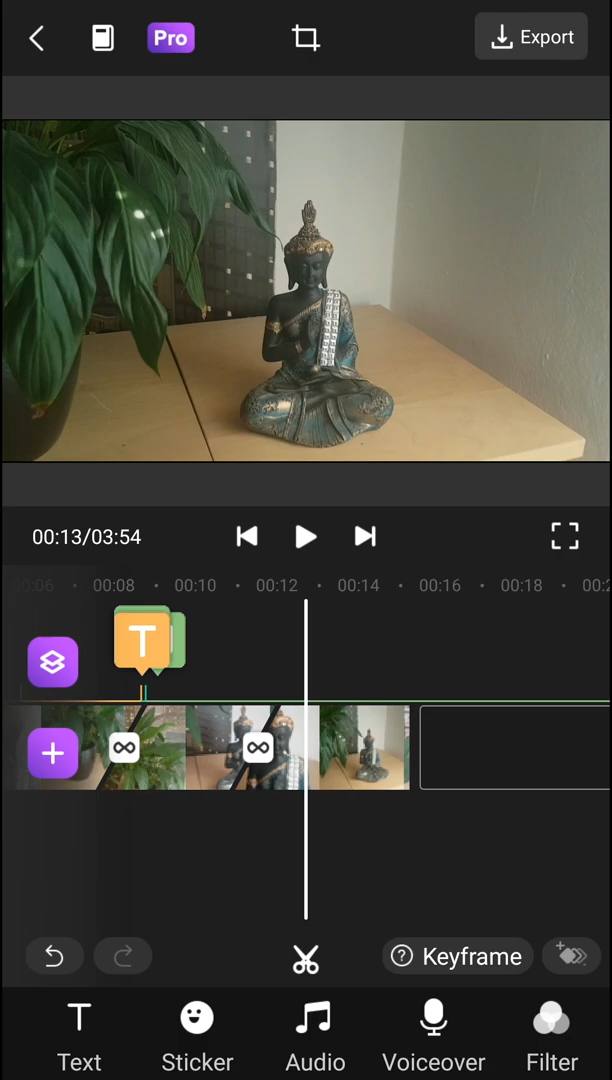 Pro
Export
00:13/03:54
00:06 00:08 00:10 00:12 00:14 00:16 00:18
T
Keyframe
Text Sticker Audio Voiceover Filter